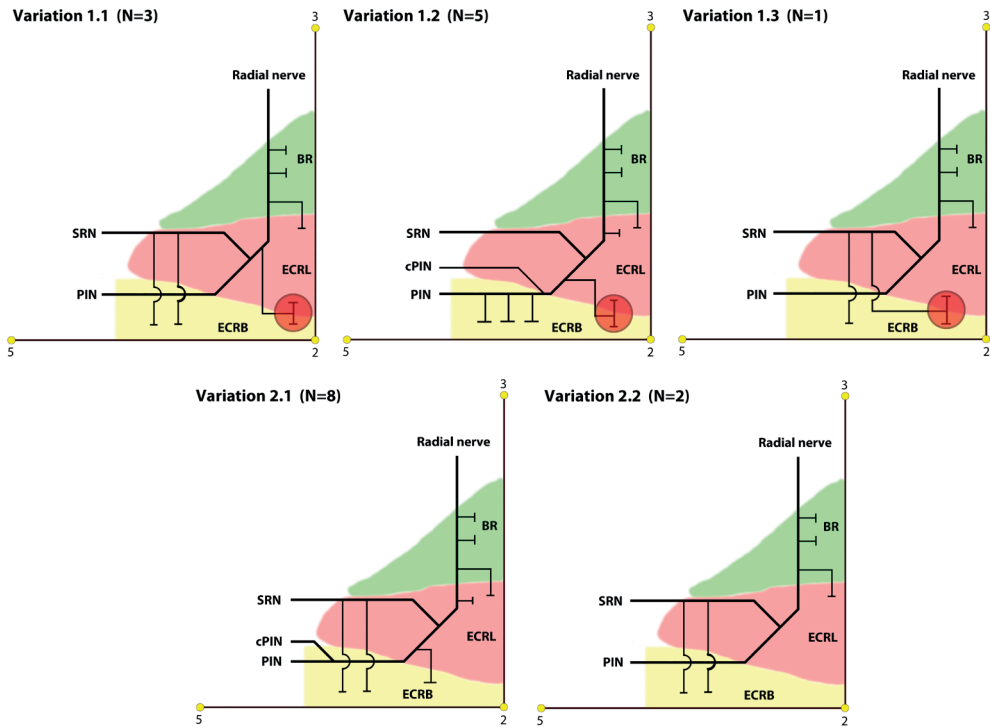 Variation 1.1 (N=3)
3
Radial nerve
BR
SRN
ECRL
PIN
ECRB
5
2
Variation 1.2 (N=5)
3
Radial nerve
BR
SRN
cPIN
ECRL
PIN
ECRB
5
2
Variation 1.3 (N=1)
3
Radial nerve
BR
SRN
ECRL
PIN
ECRB
5
2
Variation 2.1 (N=8)
3
Radial nerve
BR
SRN
ECRL
cPIN
PIN
ECRB
5
2
Variation 2.2 (N=2)
3
Radial nerve
BR
SRN
ECRL
PIN
ECRB
5
2